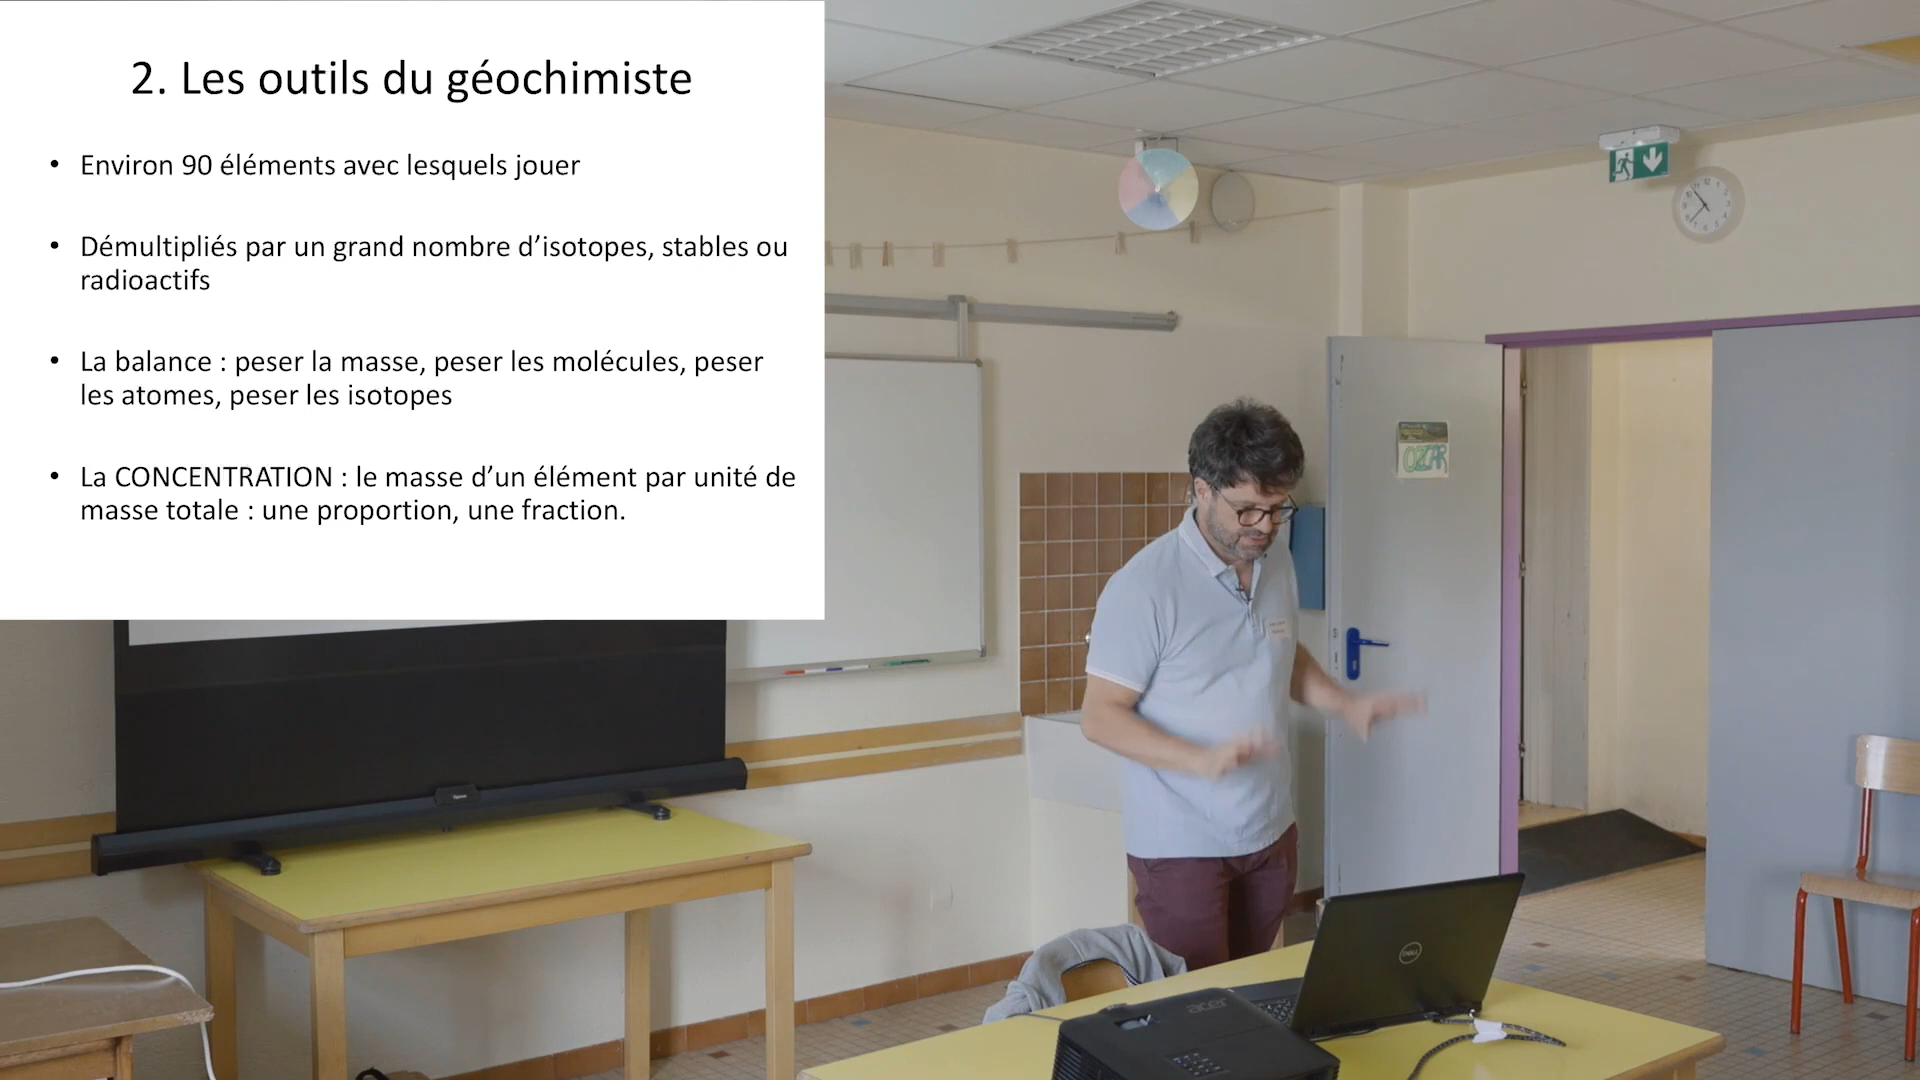 2. Les outils du géochimiste
• Environ 90 éléments avec lesquels jouer
• Démultipliés par un grand nombre d’isotopes, stables ou
radioactifs
• La balance : peser la masse, peser les molécules, peser
les atomes, peser les isotopes
• La CONCENTRATION : le masse d’un élément par unité de
masse totale : une proportion, une fraction.
OZCAR
DELL
acer